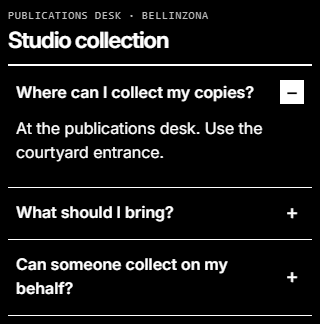 PUBLICATIONS DESK · BELLINZONA
Studio collection
Where can I collect my copies? −
At the publications desk. Use the
courtyard entrance.
What should I bring? +
Can someone collect on my
behalf? +